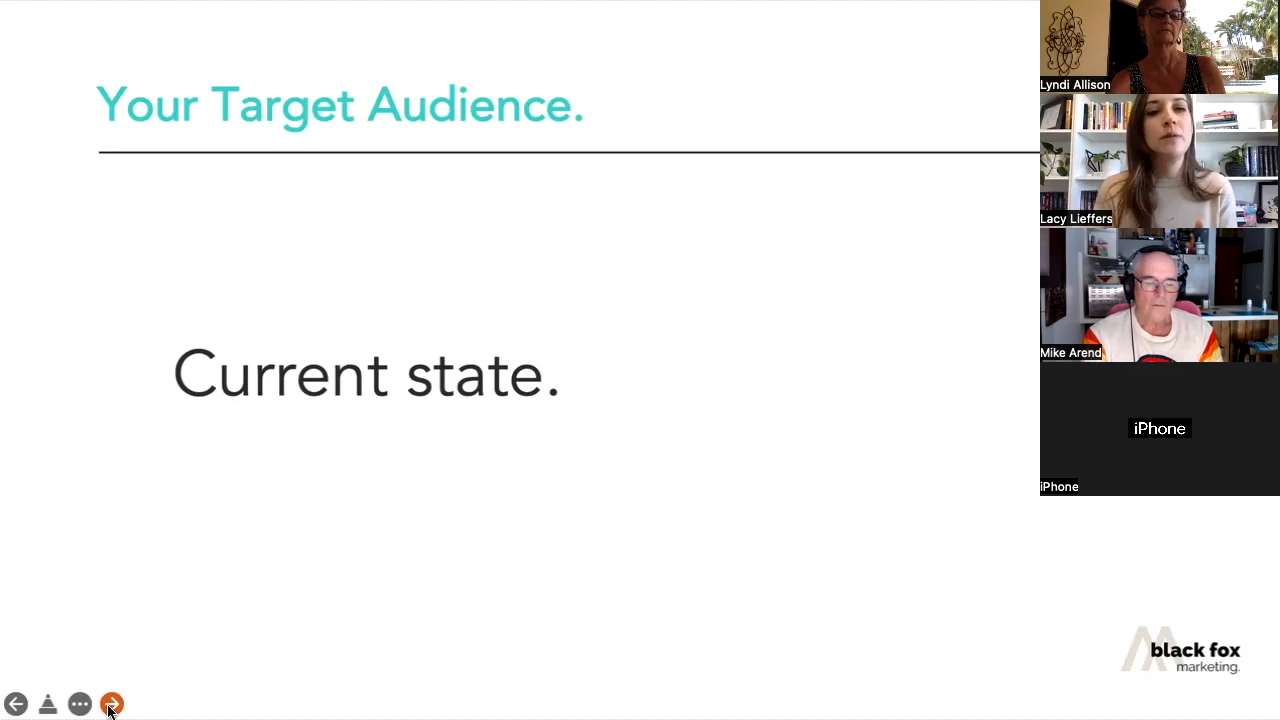 Your Target Audience.
Current state.
Lyndi Allison
Lacy Lieffers
Mike Arend
iPhone
iPhone
black fox
marketing.